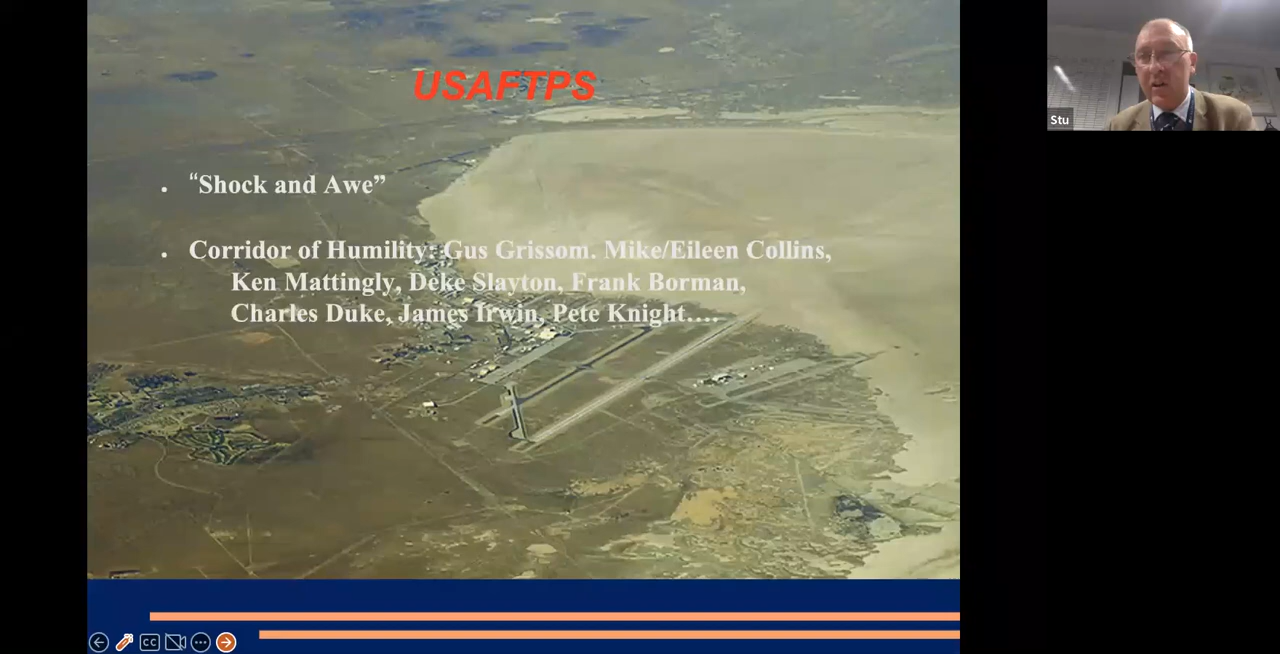 USAFTPS
• “Shock and Awe”
• Corridor of Humility: Gus Grissom. Mike/Eileen Collins,
Ken Mattingly, Deke Slayton, Frank Borman,
Charles Duke, James Irwin, Pete Knight….
Stu
CC